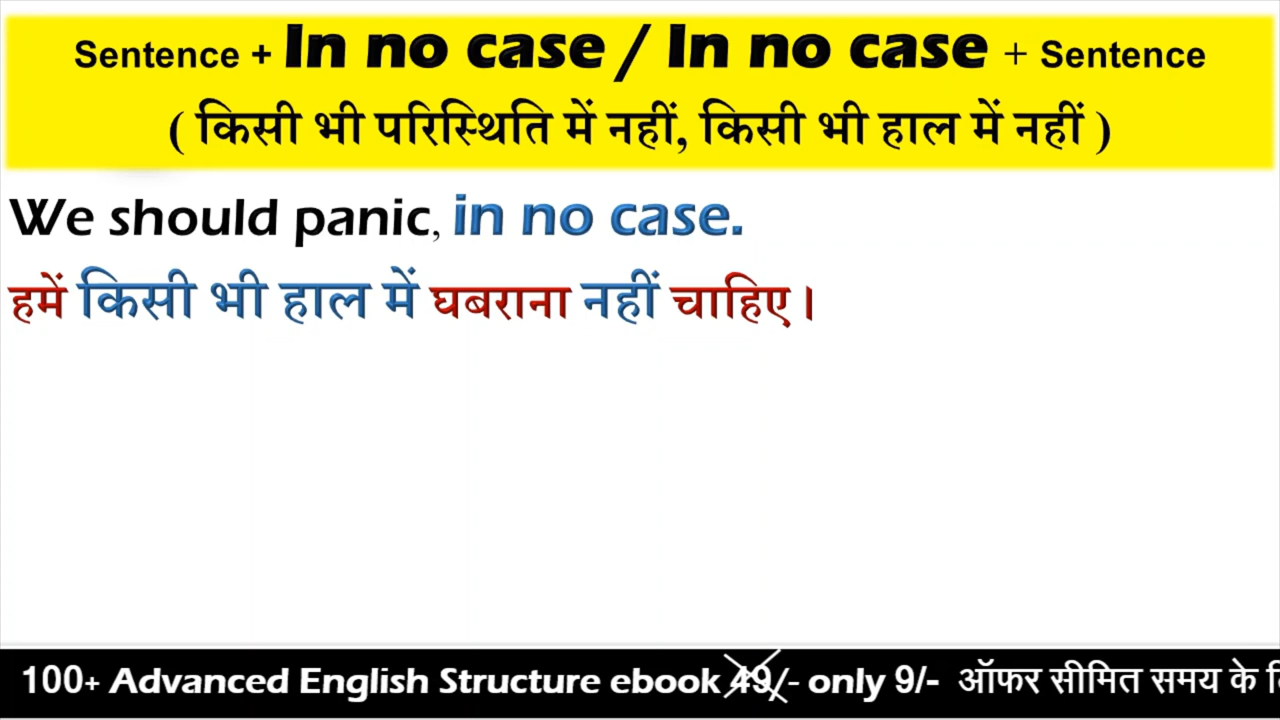 Sentence + In no case / In no case + Sentence
( किसी भी परिस्थिति में नहीं, किसी भी हाल में नहीं )
We should panic, in no case.
हमें किसी भी हाल में घबराना नहीं चाहिए।
100+ Advanced English Structure ebook 49/- only 9/- ऑफर सीमित समय के